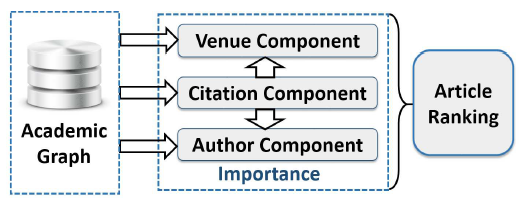 Academic
Graph
Venue Component
Citation Component
Author Component
Importance
Article
Ranking